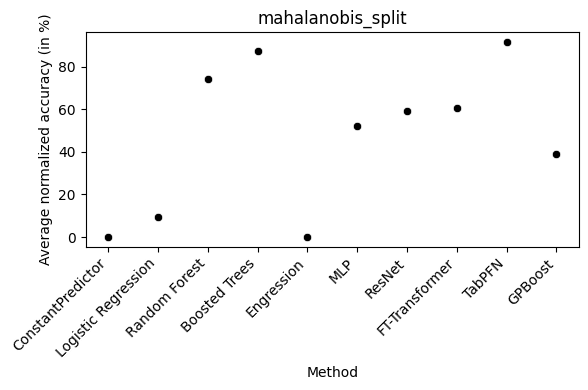 mahalanobis_split
Average normalized accuracy (in %)
80
60
40
20
0
ConstantPredictor
Logistic Regression
Random Forest
Boosted Trees
Engression
MLP
ResNet
FT-Transformer
TabPFN
GPBoost
Method